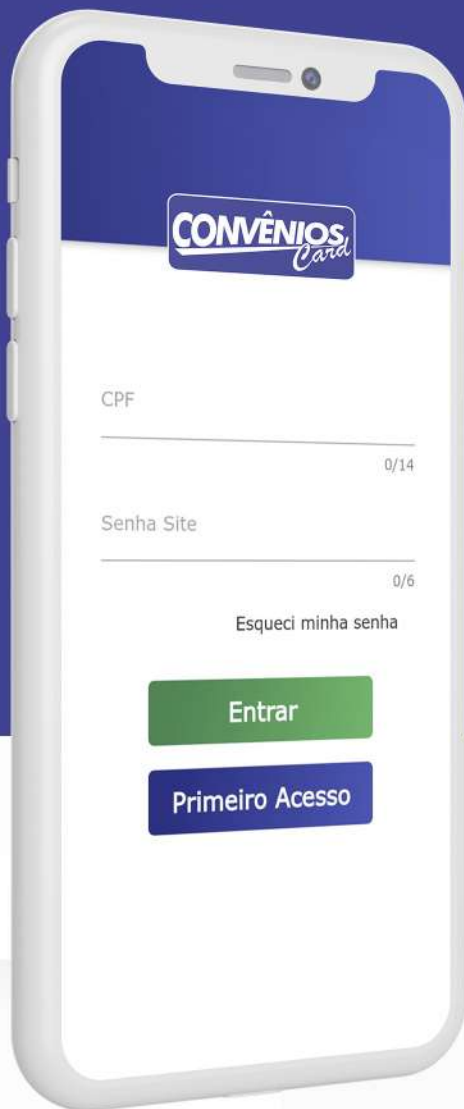 CONVÊNIOS
Card
CPF
0/14
Senha Site
0/6
Esqueci minha senha
Entrar
Primeiro Acesso